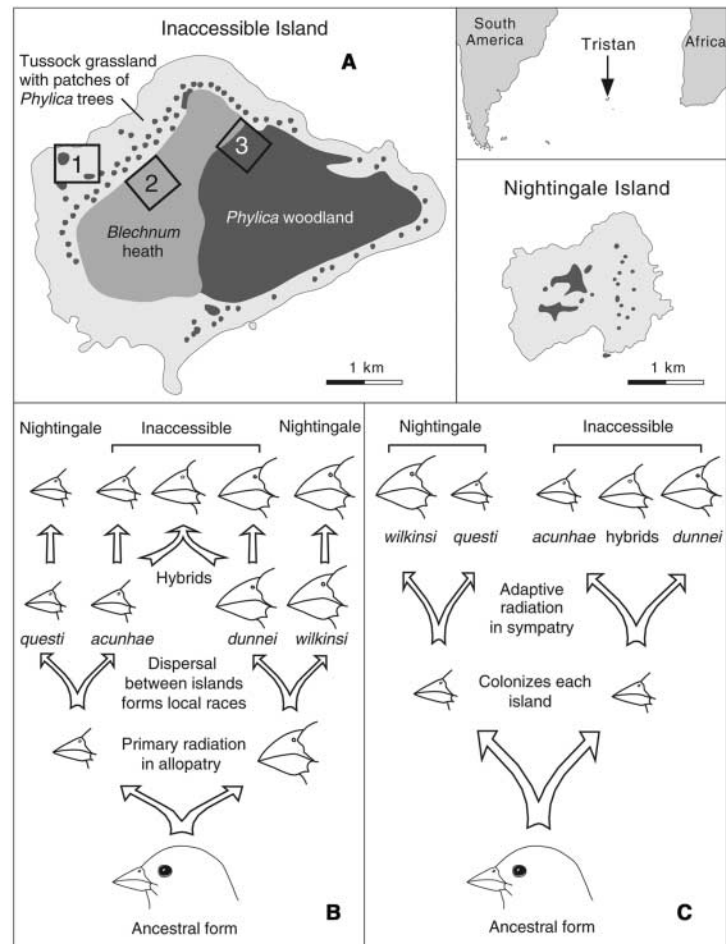 Inaccessible Island
A
Tussock grassland
with patches of
Phylica trees
1
2
3
Blechnum
heath
Phylica woodland
1 km
South
America
Tristan
Africa
Nightingale Island
1 km
Nightingale
Inaccessible
Nightingale
Hybrids
questi
acunhae
dunnei
wilkinsi
Dispersal
between islands
forms local races
Primary radiation
in allopatry
Ancestral form
B
Nightingale
Inaccessible
wilkinsi
questi
acunhae
hybrids
dunnei
Adaptive
radiation
in sympatry
Colonizes each
island
Ancestral form
C